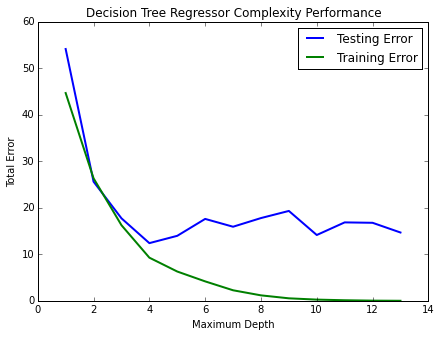 Decision Tree Regressor Complexity Performance
Testing Error
Training Error
Total Error
60
50
40
30
20
10
0
0 2 4 6 8 10 12 14
Maximum Depth